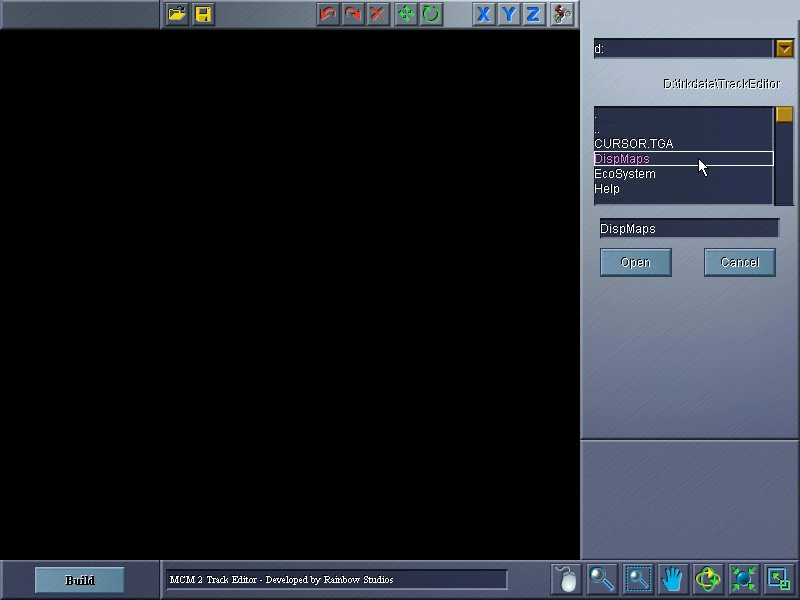 X Y Z
d:
D:\trkdata\TrackEditor
.
..
CURSOR.TGA
DispMaps
EcoSystem
Help
DispMaps
Open Cancel
Build
MCM 2 Track Editor - Developed by Rainbow Studios